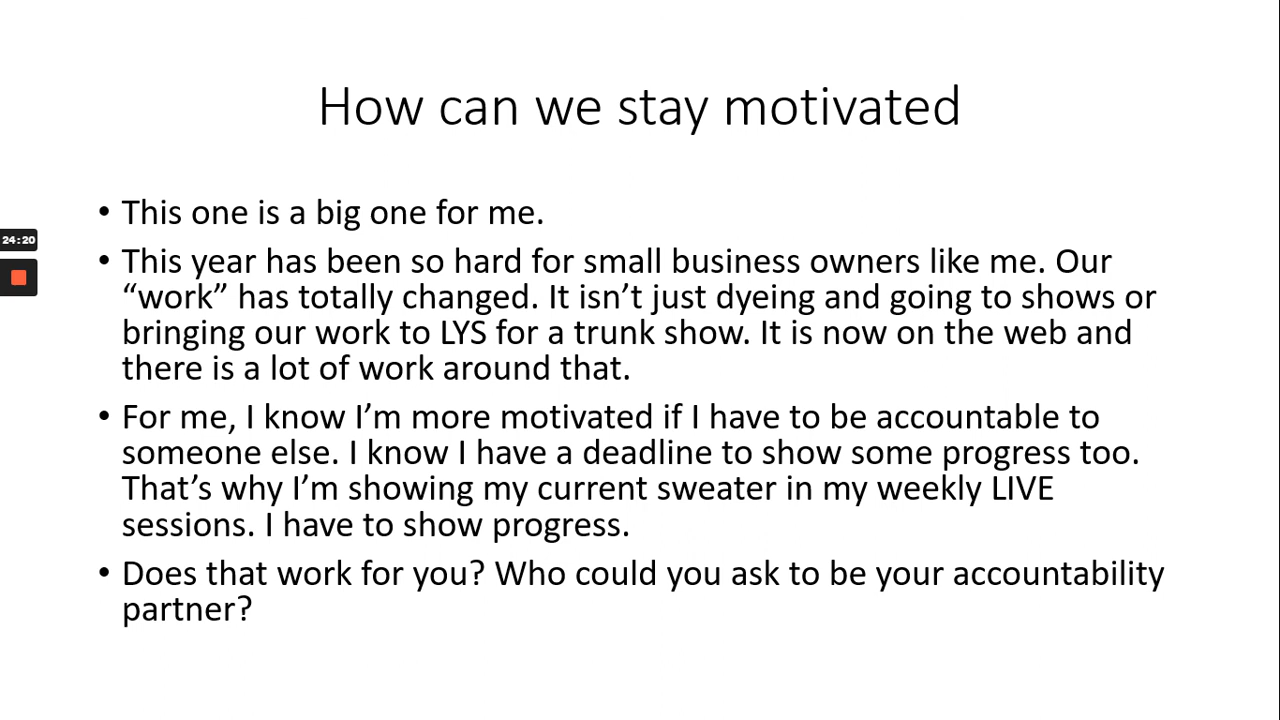 How can we stay motivated
• This one is a big one for me.
24:20
• This year has been so hard for small business owners like me. Our
“work” has totally changed. It isn’t just dyeing and going to shows or
bringing our work to LYS for a trunk show. It is now on the web and
there is a lot of work around that.
• For me, I know I’m more motivated if I have to be accountable to
someone else. I know I have a deadline to show some progress too.
That’s why I’m showing my current sweater in my weekly LIVE
sessions. I have to show progress.
• Does that work for you? Who could you ask to be your accountability
partner?